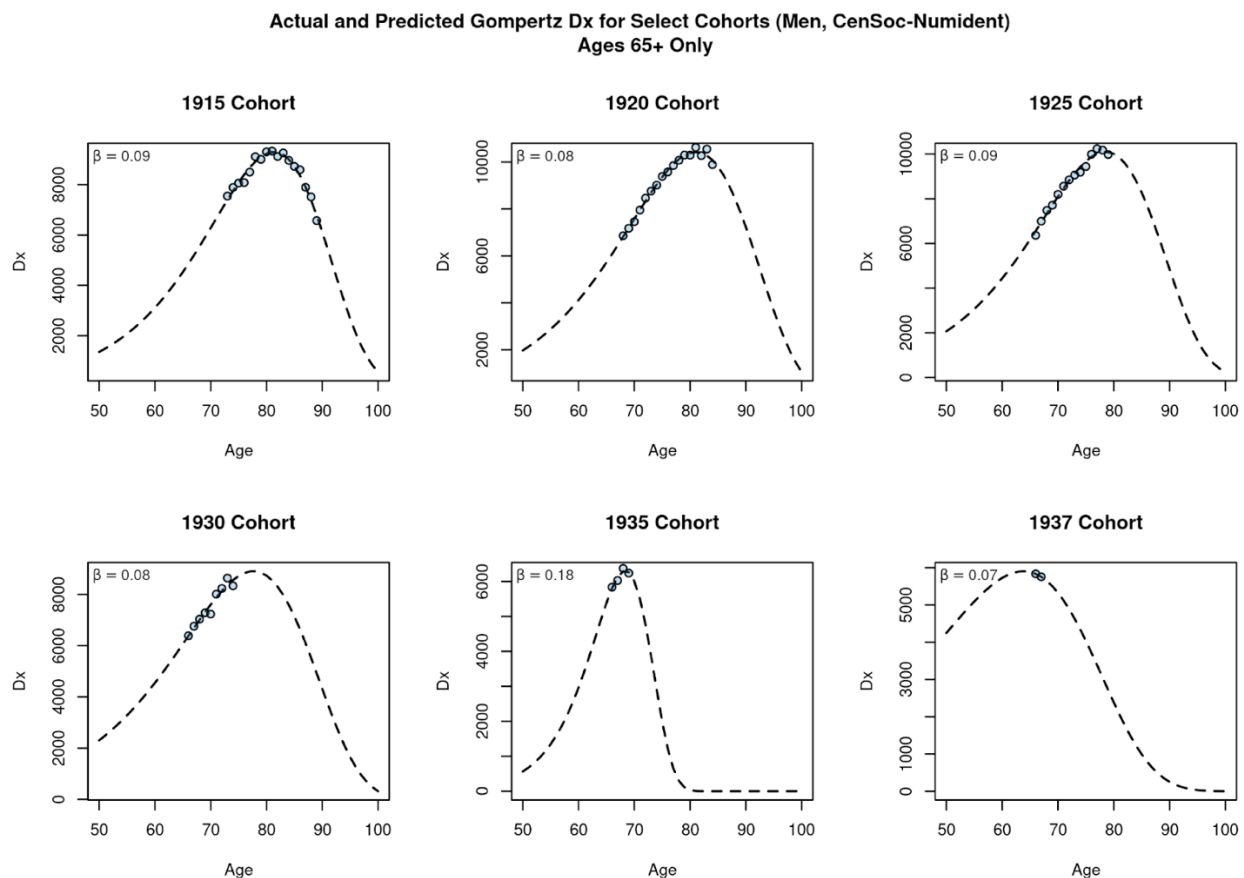 Actual and Predicted Gompertz Dx for Select Cohorts (Men, CenSoc-Numident)
Ages 65+ Only
1915 Cohort
β = 0.09
Dx
8000
6000
4000
2000
50 60 70 80 90 100
Age
1920 Cohort
β = 0.08
Dx
10000
6000
2000
50 60 70 80 90 100
Age
1925 Cohort
β = 0.09
Dx
10000
6000
4000
2000
0
50 60 70 80 90 100
Age
1930 Cohort
β = 0.08
Dx
8000
6000
4000
2000
0
50 60 70 80 90 100
Age
1935 Cohort
β = 0.18
Dx
6000
4000
2000
0
50 60 70 80 90 100
Age
1937 Cohort
β = 0.07
Dx
5000
3000
1000
0
50 60 70 80 90 100
Age